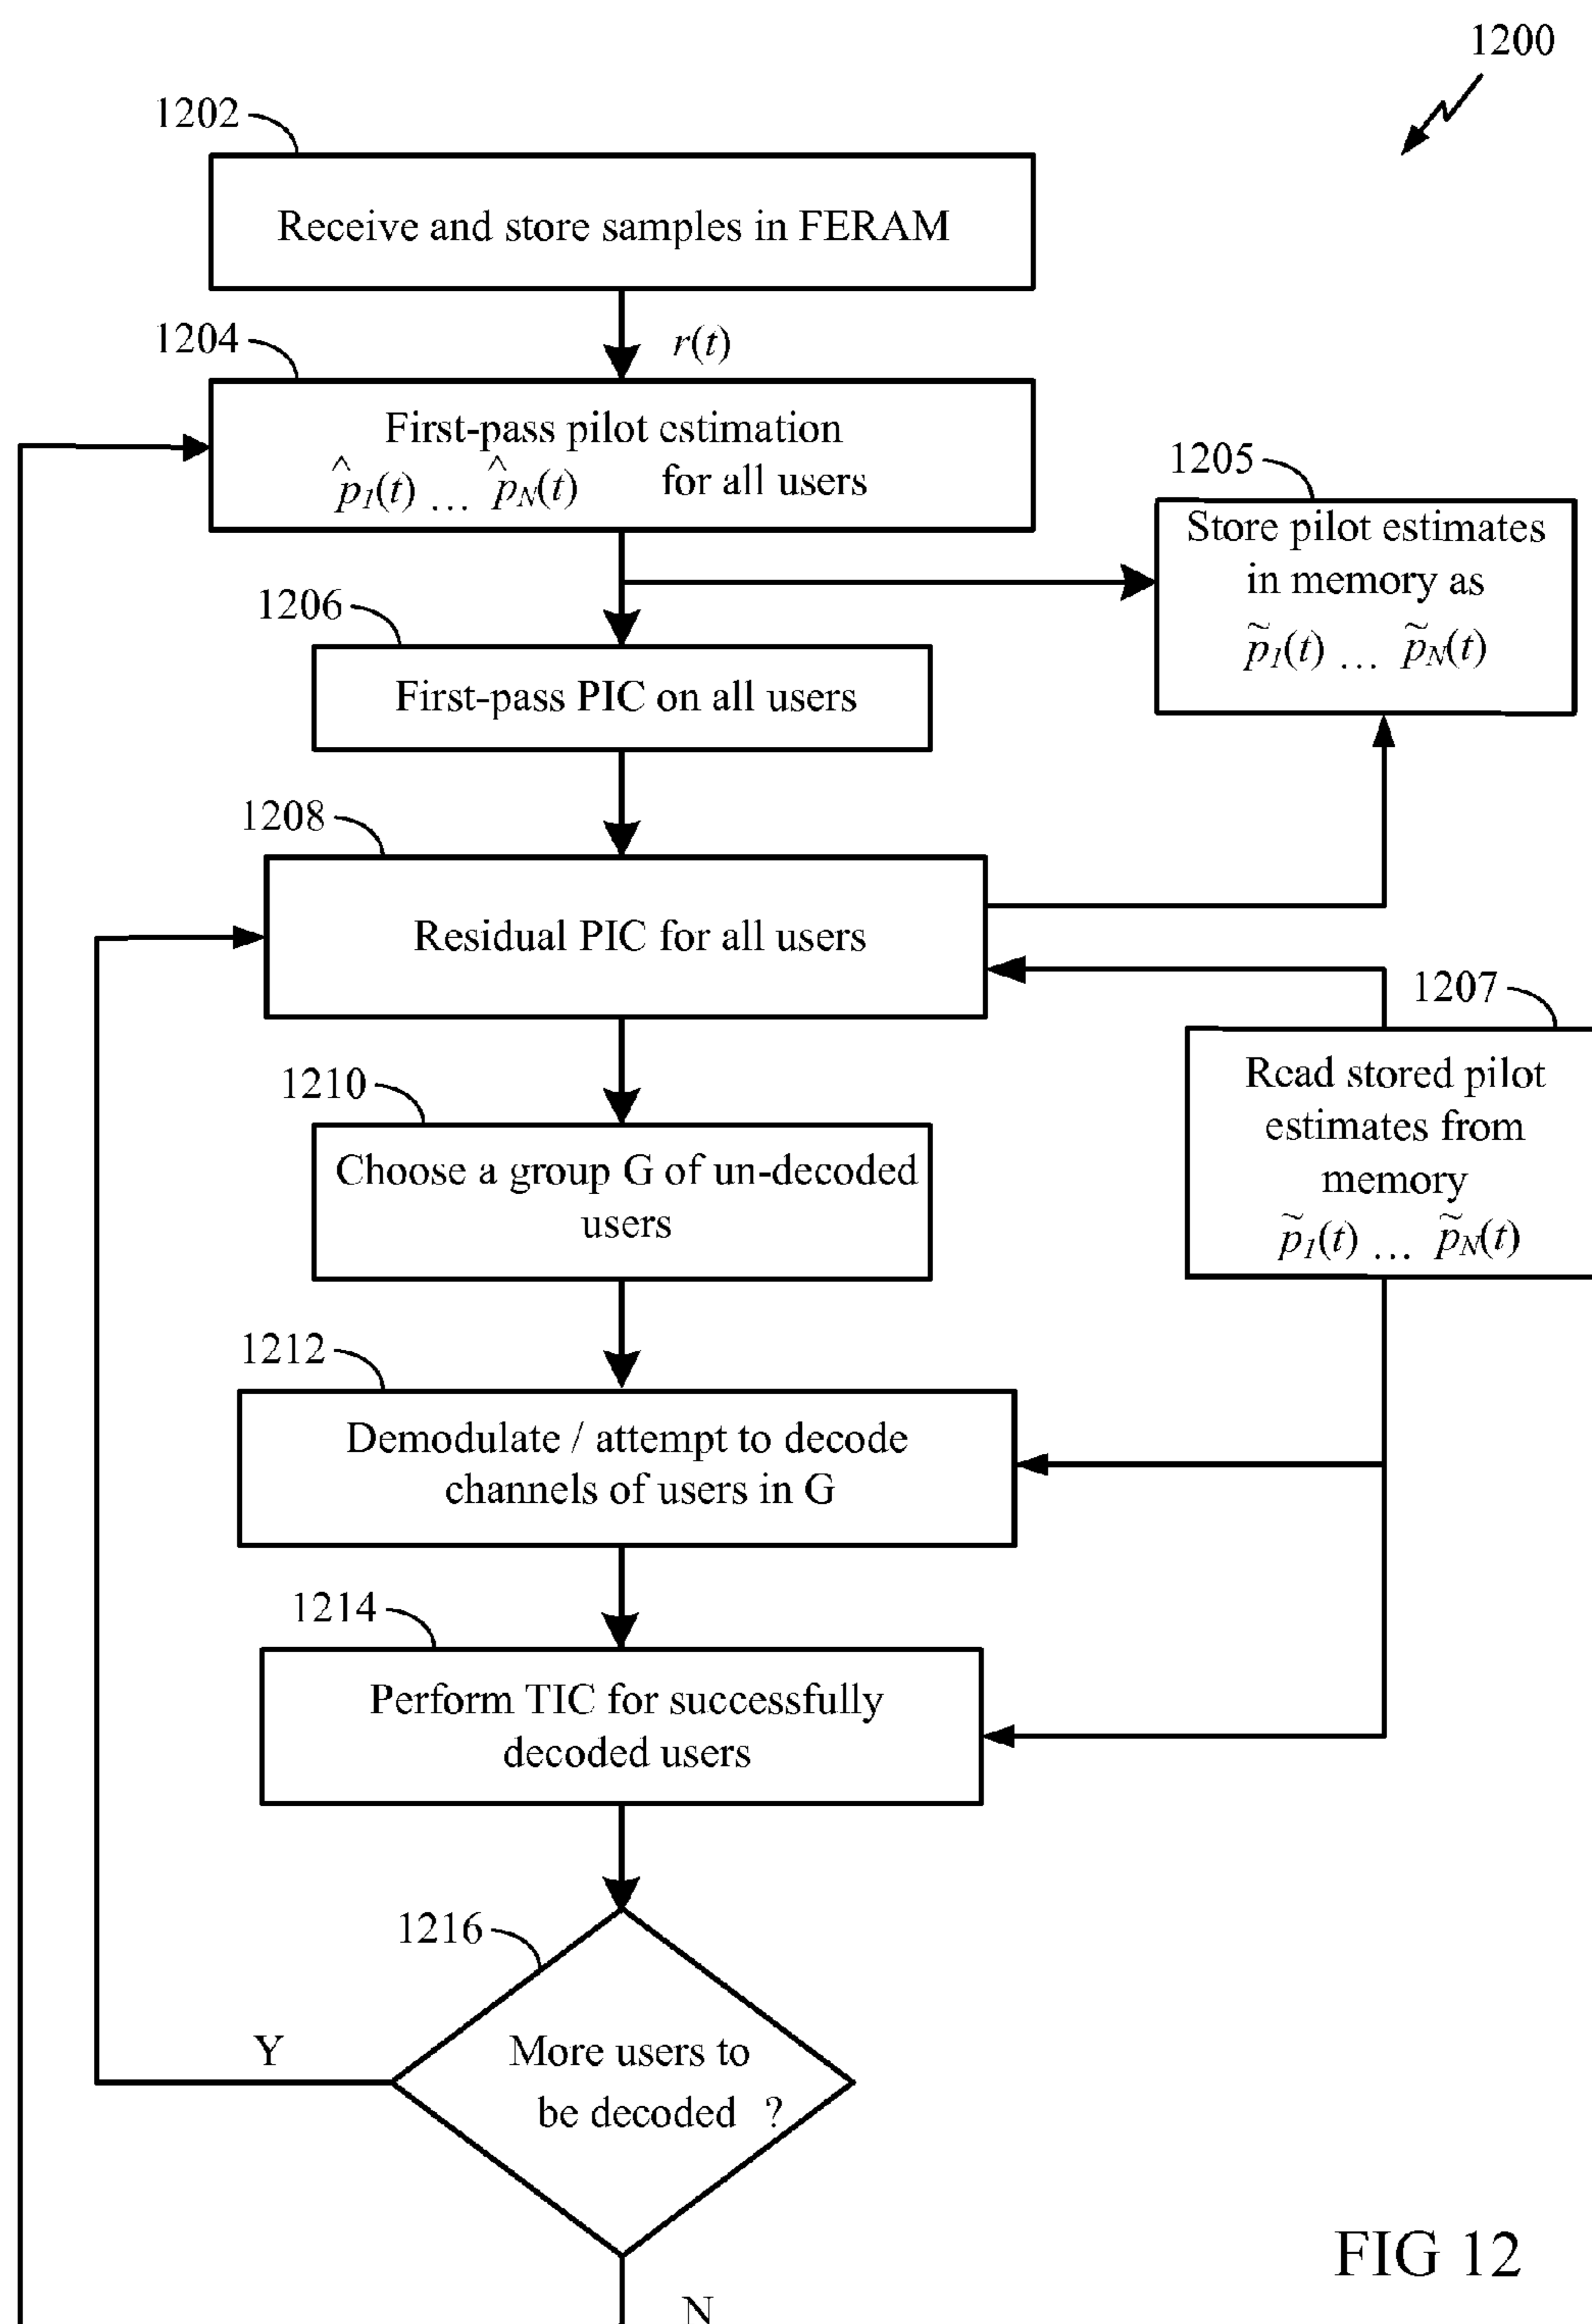 1200
1202
Receive and store samples in FERAM
1204
r(t)
First-pass pilot estimation
p̂1(t) ... p̂N(t) for all users
1205
Store pilot estimates
in memory as
p̃1(t) ... p̃N(t)
1206
First-pass PIC on all users
1208
Residual PIC for all users
1207
Read stored pilot
estimates from
memory
p̃1(t) ... p̃N(t)
1210
Choose a group G of un-decoded
users
1212
Demodulate / attempt to decode
channels of users in G
1214
Perform TIC for successfully
decoded users
1216
More users to
be decoded ?
Y
N
FIG 12